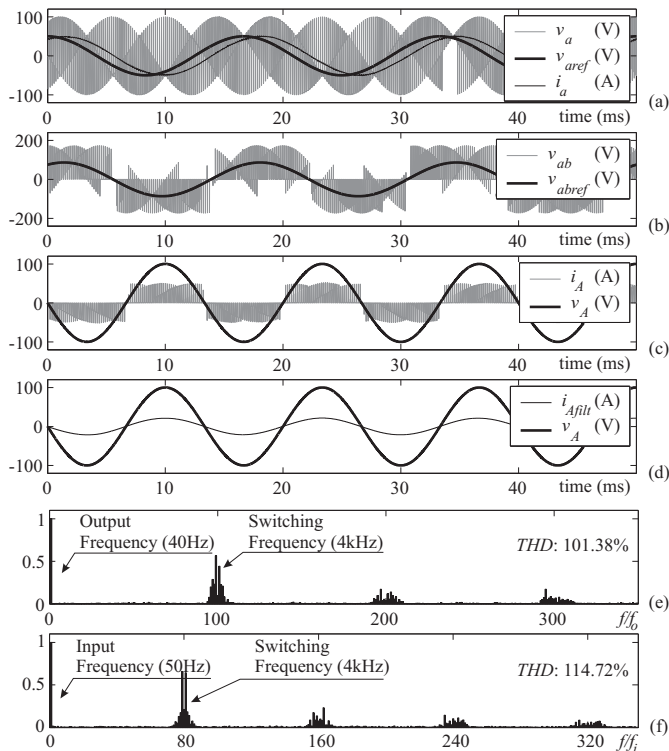 100
0
-100
v_a (V)
v_aref (V)
i_a (A)
0 10 20 30 40 time (ms)
(a)
200
0
-200
v_ab (V)
v_abref (V)
0 10 20 30 40 time (ms)
(b)
100
0
-100
i_A (A)
v_A (V)
0 10 20 30 40 time (ms)
(c)
100
0
-100
i_Afilt (A)
v_A (V)
0 10 20 30 40 time (ms)
(d)
1
0.5
0
Output
Frequency (40Hz)
Switching
Frequency (4kHz)
THD: 101.38%
100 200 300 f/f_o
(e)
1
0.5
0
Input
Frequency (50Hz)
Switching
Frequency (4kHz)
THD: 114.72%
0 80 160 240 320 f/f_i
(f)